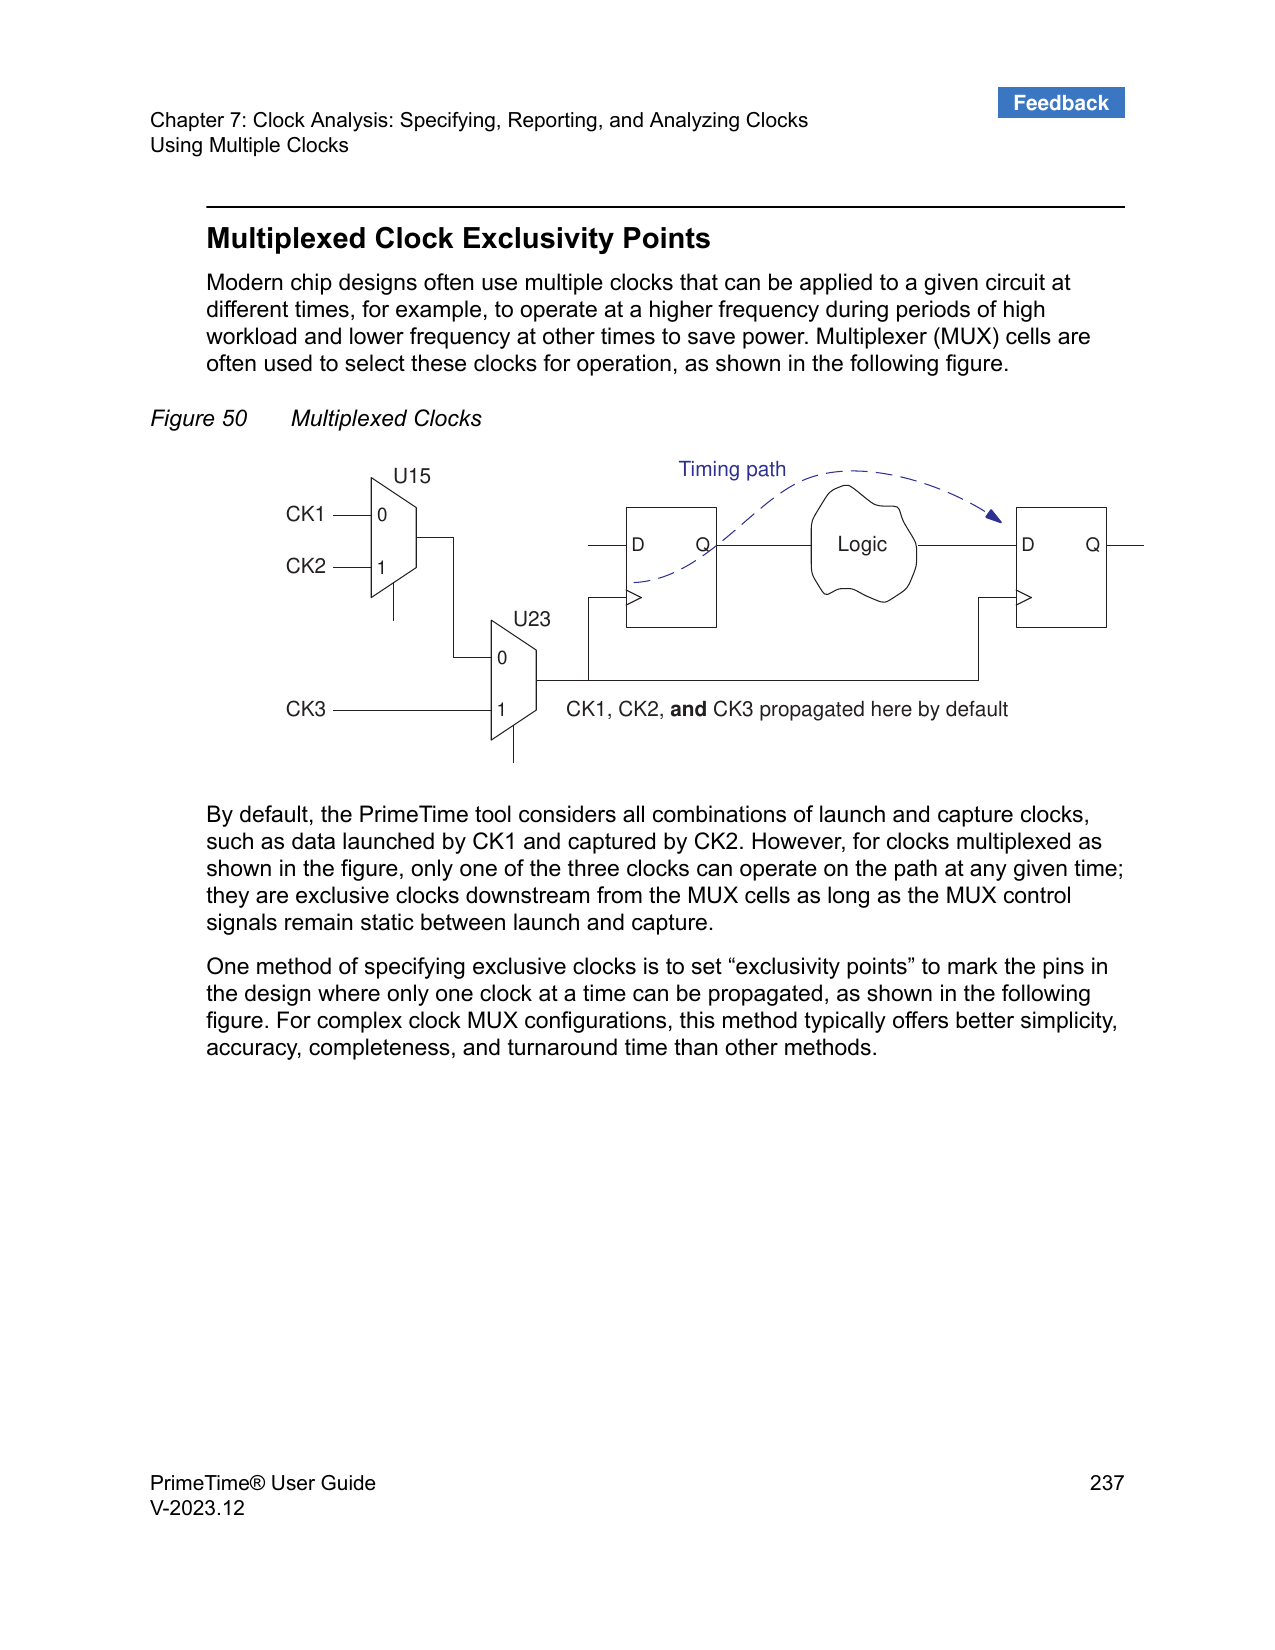 Feedback
Chapter 7: Clock Analysis: Specifying, Reporting, and Analyzing Clocks
Using Multiple Clocks
Multiplexed Clock Exclusivity Points
Modern chip designs often use multiple clocks that can be applied to a given circuit at
different times, for example, to operate at a higher frequency during periods of high
workload and lower frequency at other times to save power. Multiplexer (MUX) cells are
often used to select these clocks for operation, as shown in the following figure.
Figure 50 Multiplexed Clocks
U15
Timing path
CK1
0
CK2
1
D
Q
Logic
D
Q
U23
0
CK3
1
CK1, CK2, and CK3 propagated here by default
By default, the PrimeTime tool considers all combinations of launch and capture clocks,
such as data launched by CK1 and captured by CK2. However, for clocks multiplexed as
shown in the figure, only one of the three clocks can operate on the path at any given time;
they are exclusive clocks downstream from the MUX cells as long as the MUX control
signals remain static between launch and capture.
One method of specifying exclusive clocks is to set “exclusivity points” to mark the pins in
the design where only one clock at a time can be propagated, as shown in the following
figure. For complex clock MUX configurations, this method typically offers better simplicity,
accuracy, completeness, and turnaround time than other methods.
PrimeTime® User Guide
V-2023.12
237